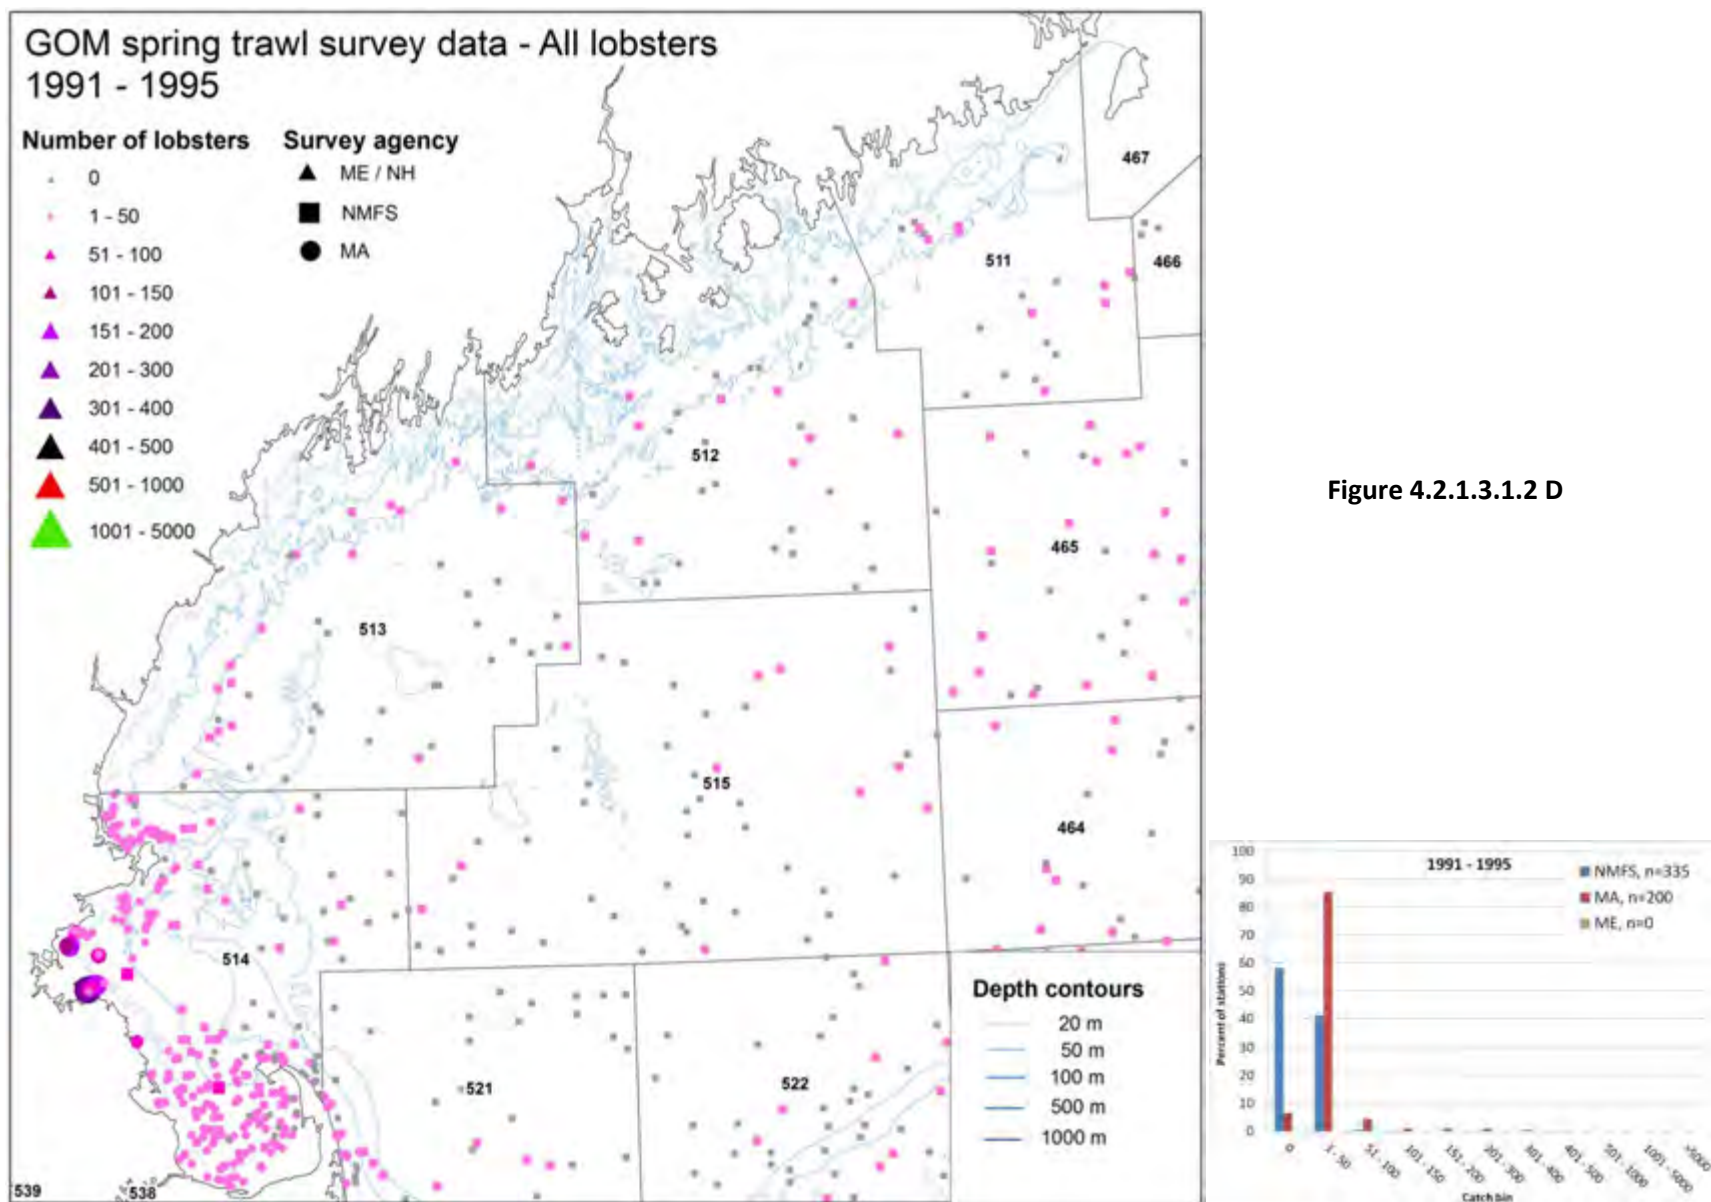 GOM spring trawl survey data - All lobsters
1991 - 1995
Number of lobsters
0
1 - 50
51 - 100
101 - 150
151 - 200
201 - 300
301 - 400
401 - 500
501 - 1000
1001 - 5000
Survey agency
ME / NH
NMFS
MA
467
466
511
512
465
513
515
464
514
521
522
539
538
Depth contours
20 m
50 m
100 m
500 m
1000 m
Figure 4.2.1.3.1.2 D
1991 - 1995
NMFS, n=335
MA, n=200
ME, n=0
Percent of stations
100
90
80
70
60
50
40
30
20
10
0
0
1 - 50
51 - 100
101 - 150
151 - 200
201 - 300
301 - 400
401 - 500
501 - 1000
1001 - 5000
>5000
Catch bin